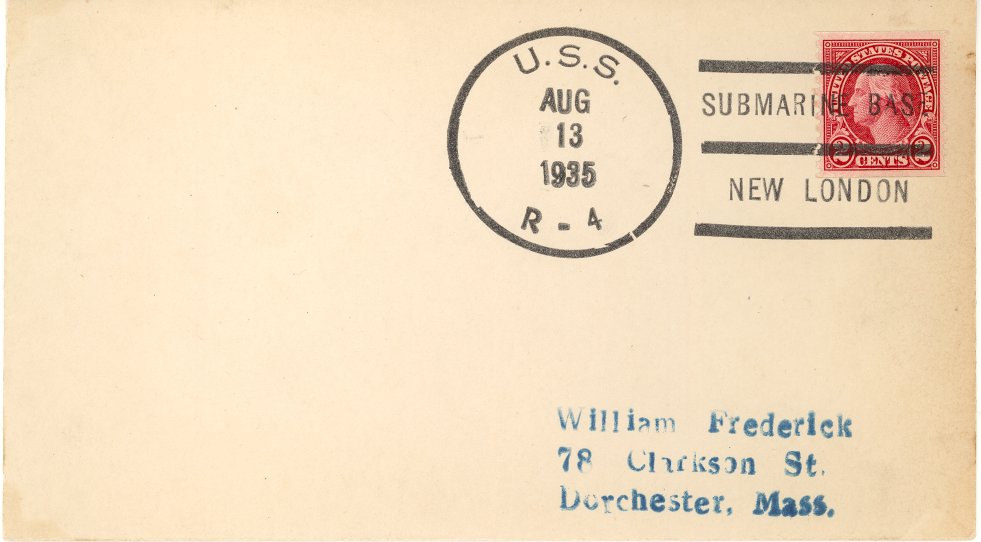 U.S.S.
AUG
13
1935
R - 4
SUBMARINE BASE
NEW LONDON
UNITED STATES POSTAGE
2 CENTS 2
William Frederick
78 Clarkson St.
Dorchester, Mass.